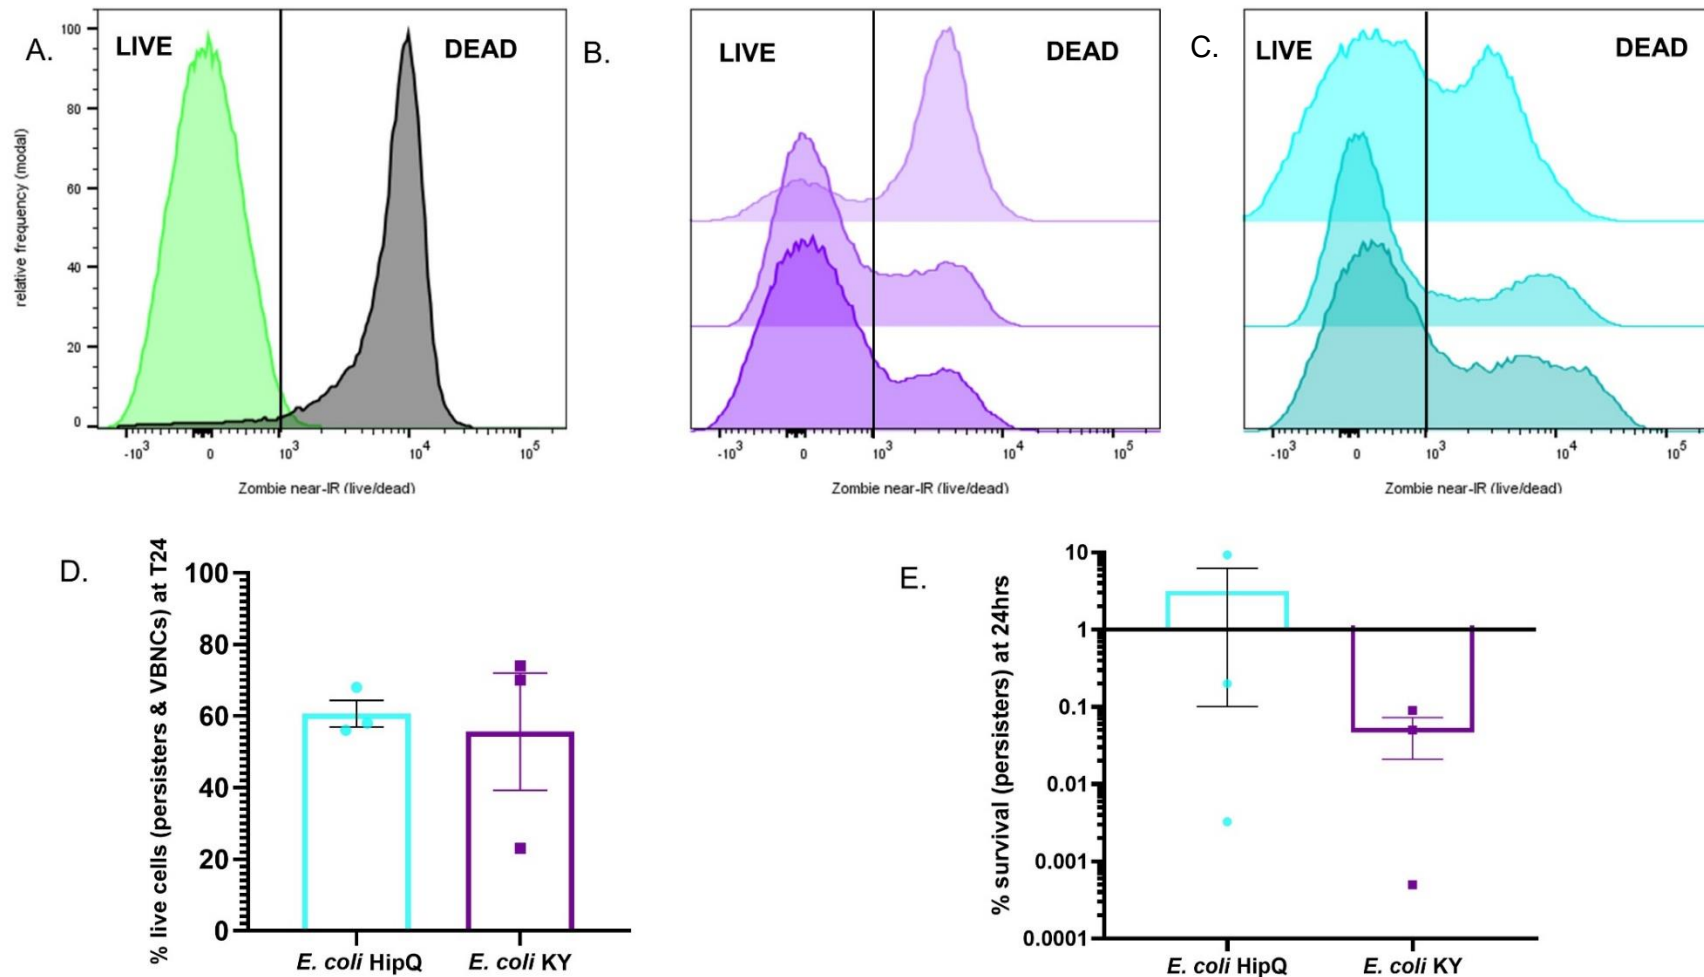 A.
LIVE
DEAD
relative frequency (modal)
100
80
60
40
20
0
-10³
0
10³
10⁴
10⁵
Zombie near-IR (live/dead)
B.
LIVE
DEAD
-10³
0
10³
10⁴
10⁵
Zombie near-IR (live/dead)
C.
LIVE
DEAD
-10³
0
10³
10⁴
10⁵
Zombie near-IR (live/dead)
D.
% live cells (persisters & VBNCs) at T24
100
80
60
40
20
0
E. coli HipQ
E. coli KY
E.
% survival (persisters) at 24hrs
10
1
0.1
0.01
0.001
0.0001
E. coli HipQ
E. coli KY